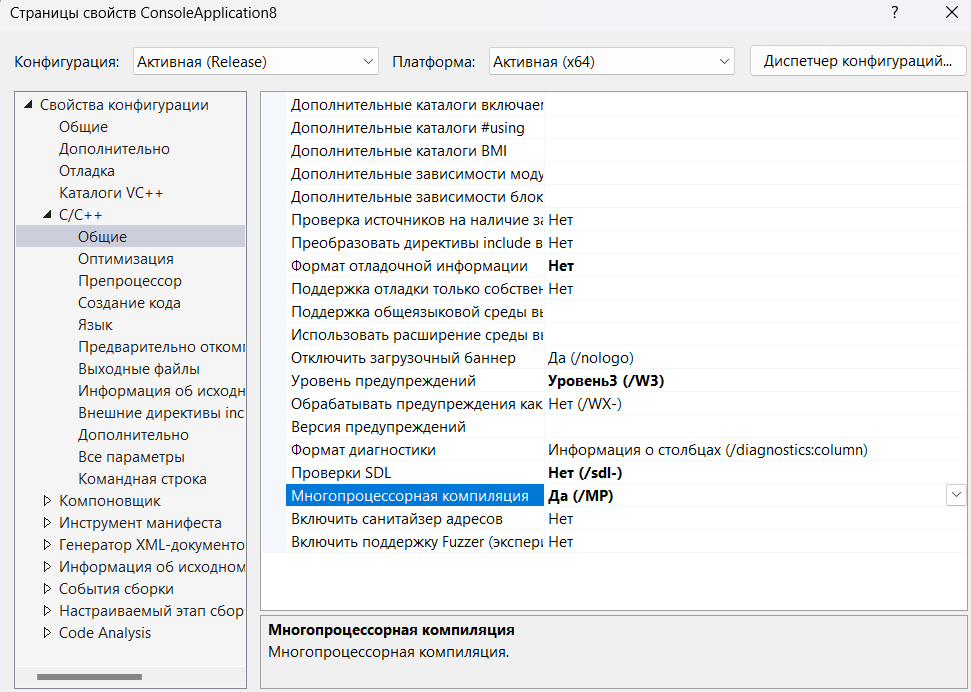 Страницы свойств ConsoleApplication8
?
Конфигурация: Активная (Release) Платформа: Активная (x64) Диспетчер конфигураций...
Свойства конфигурации
Общие
Дополнительно
Отладка
Каталоги VC++
C/C++
Общие
Оптимизация
Препроцессор
Создание кода
Язык
Предварительно отком
Выходные файлы
Информация об исходн
Внешние директивы inc
Дополнительно
Все параметры
Командная строка
Компоновщик
Инструмент манифеста
Генератор XML-документо
Информация об исходном
События сборки
Настраиваемый этап сбор
Code Analysis
Дополнительные каталоги включаем
Дополнительные каталоги #using
Дополнительные каталоги BMI
Дополнительные зависимости моду
Дополнительные зависимости блок
Проверка источников на наличие за Нет
Преобразовать директивы include в Нет
Формат отладочной информации Нет
Поддержка отладки только собствен Нет
Поддержка общеязыковой среды вы
Использовать расширение среды вы
Отключить загрузочный баннер Да (/nologo)
Уровень предупреждений Уровень3 (/W3)
Обрабатывать предупреждения как Нет (/WX-)
Версия предупреждений
Формат диагностики Информация о столбцах (/diagnostics:column)
Проверки SDL Нет (/sdl-)
Многопроцессорная компиляция Да (/MP)
Включить санитайзер адресов Нет
Включить поддержку Fuzzer (экспери Нет
Многопроцессорная компиляция
Многопроцессорная компиляция.